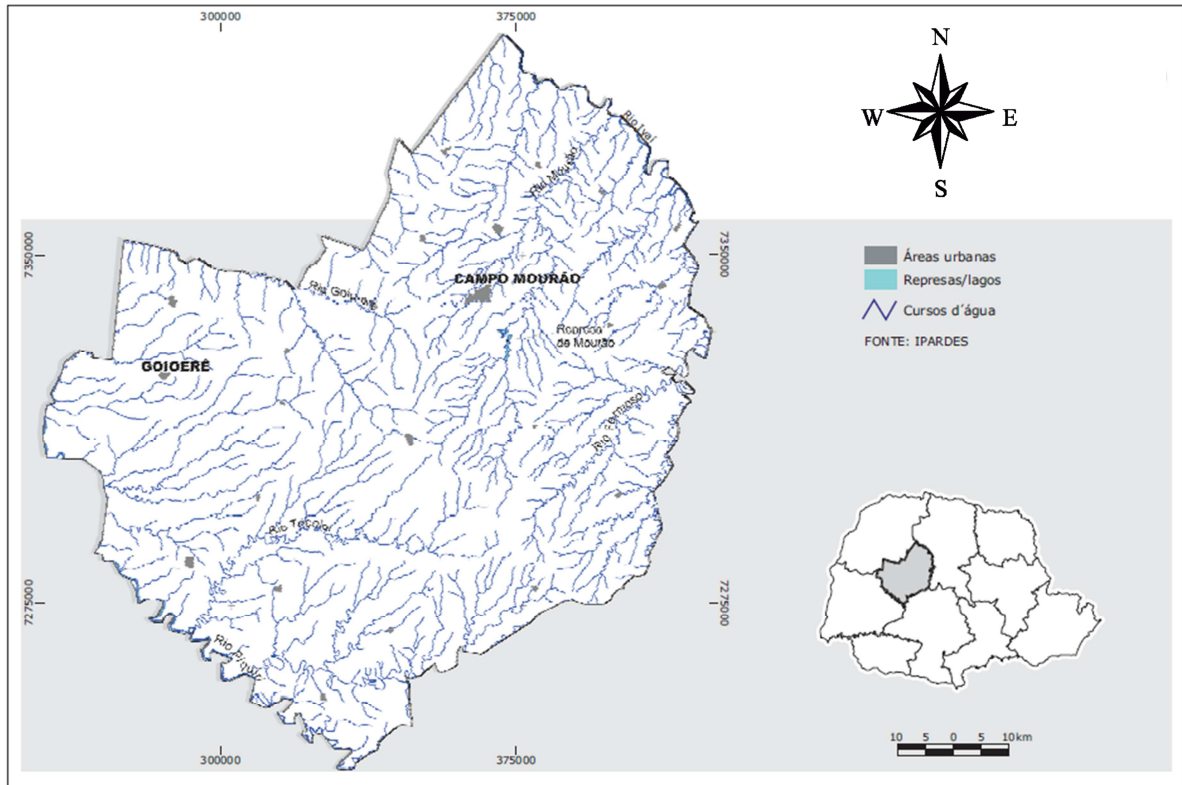 300000
375000
N
W
E
S
Rio Ivaí
Rio Mourão
7350000
7350000
Áreas urbanas
Represas/lagos
Cursos d´água
FONTE: IPARDES
CAMPO MOURÃO
Rio Goioerê
Represa
de Mourão
GOIOERÊ
Rio Formoso
Rio Tricolor
7275000
7275000
Rio Piquiri
10 5 0 5 10km
300000
375000